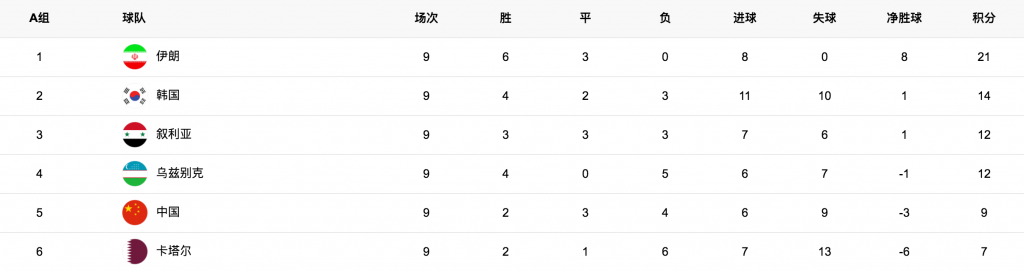 A组 球队 场次 胜 平 负 进球 失球 净胜球 积分
1 伊朗 9 6 3 0 8 0 8 21
2 韩国 9 4 2 3 11 10 1 14
3 叙利亚 9 3 3 3 7 6 1 12
4 乌兹别克 9 4 0 5 6 7 -1 12
5 中国 9 2 3 4 6 9 -3 9
6 卡塔尔 9 2 1 6 7 13 -6 7